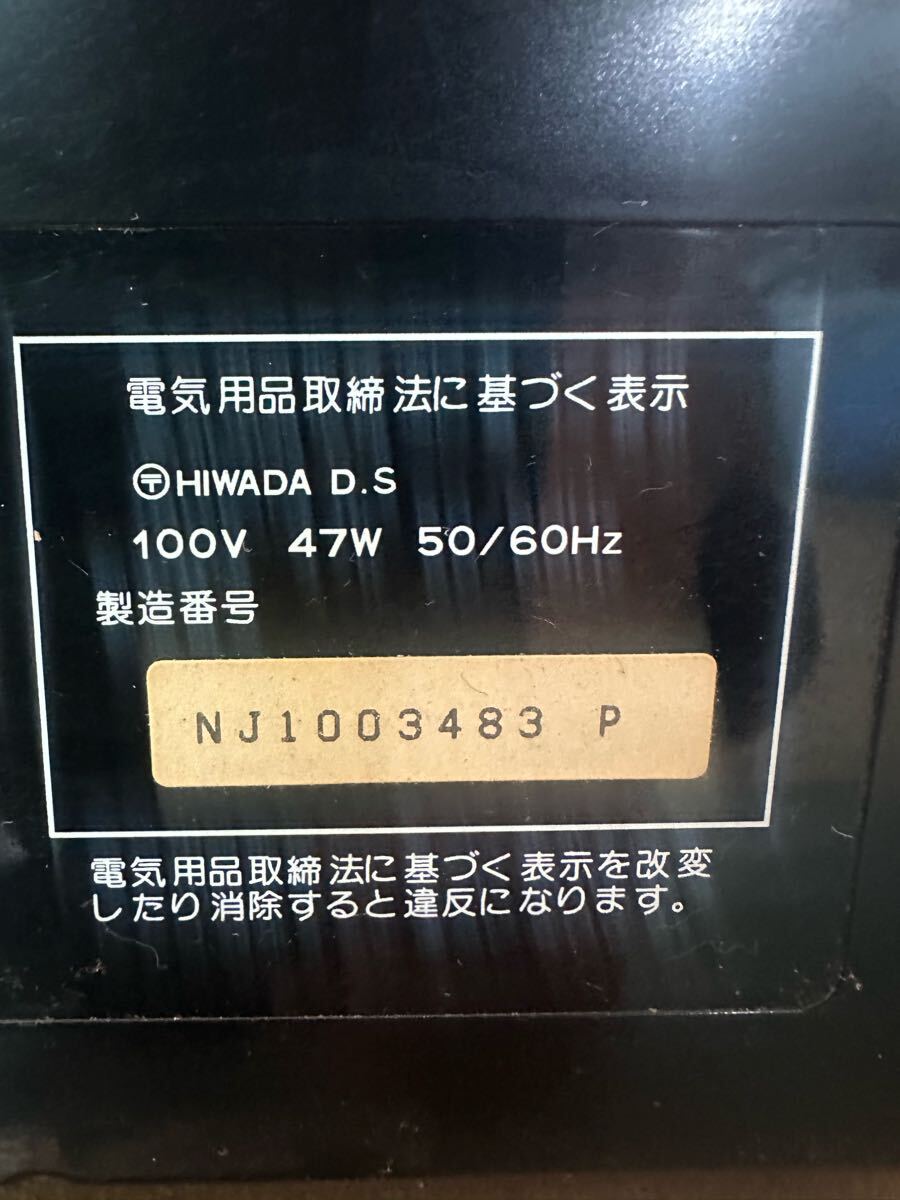 電気用品取締法に基づく表示
〶HIWADA D.S
100V 47W 50/60Hz
製造番号
NJ1003483 P
電気用品取締法に基づく表示を改変
したり消除すると違反になります。